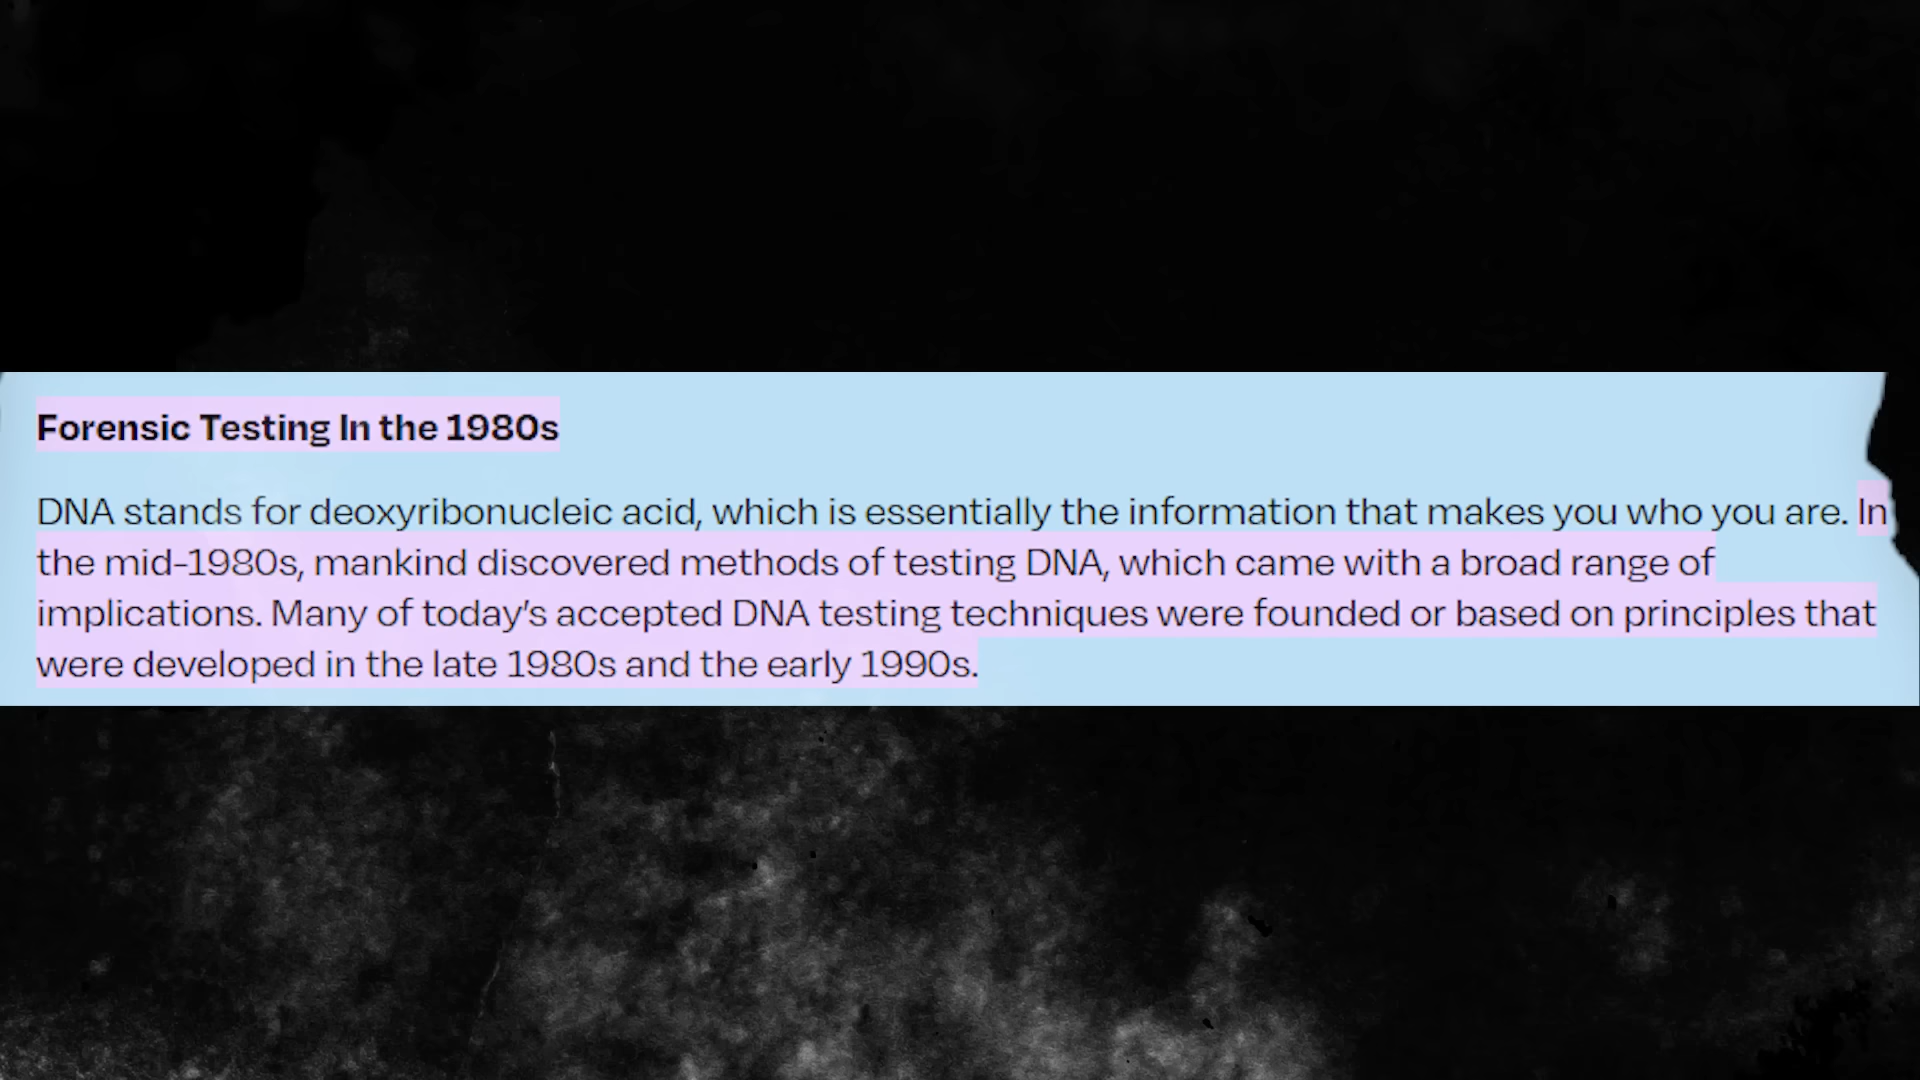 Forensic Testing In the 1980s
DNA stands for deoxyribonucleic acid, which is essentially the information that makes you who you are. In
the mid-1980s, mankind discovered methods of testing DNA, which came with a broad range of
implications. Many of today's accepted DNA testing techniques were founded or based on principles that
were developed in the late 1980s and the early 1990s.